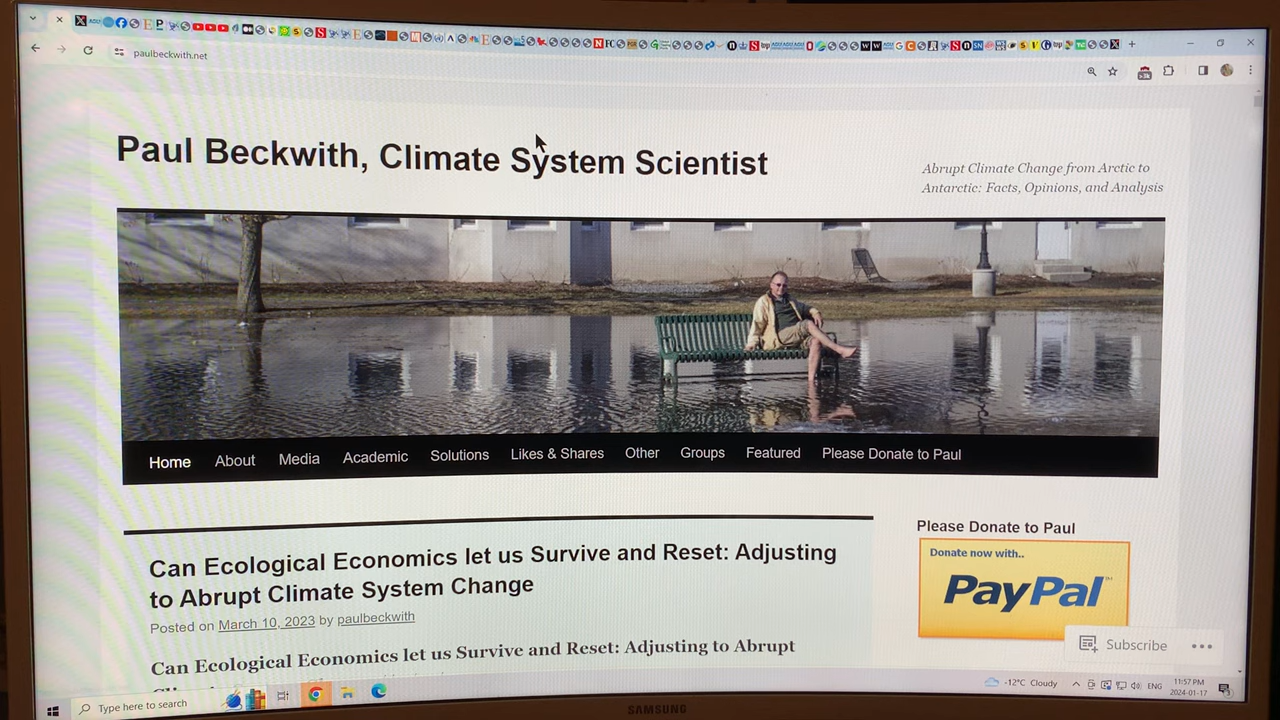 paulbeckwith.net
Paul Beckwith, Climate System Scientist
Abrupt Climate Change from Arctic to
Antarctic: Facts, Opinions, and Analysis
Home About Media Academic Solutions Likes & Shares Other Groups Featured Please Donate to Paul
Can Ecological Economics let us Survive and Reset: Adjusting
to Abrupt Climate System Change
Posted on March 10, 2023 by paulbeckwith
Can Ecological Economics let us Survive and Reset: Adjusting to Abrupt
Please Donate to Paul
Donate now with..
PayPal
Subscribe
Type here to search
-12°C Cloudy
ENG
11:57 PM
2024-01-17
SAMSUNG